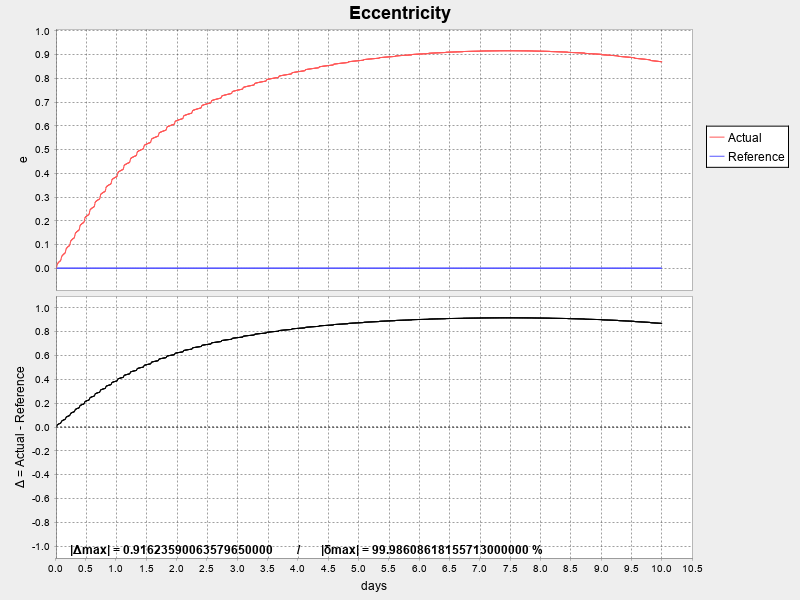 Eccentricity
1.0
0.9
0.8
0.7
0.6
0.5
0.4
0.3
0.2
0.1
0.0
e
Actual
Reference
1.0
0.8
0.6
0.4
0.2
0.0
-0.2
-0.4
-0.6
-0.8
-1.0
Δ = Actual - Reference
|Δmax| = 0.91623590063579650000 / |δmax| = 99.98608618155713000000 %
0.0 0.5 1.0 1.5 2.0 2.5 3.0 3.5 4.0 4.5 5.0 5.5 6.0 6.5 7.0 7.5 8.0 8.5 9.0 9.5 10.0 10.5
days